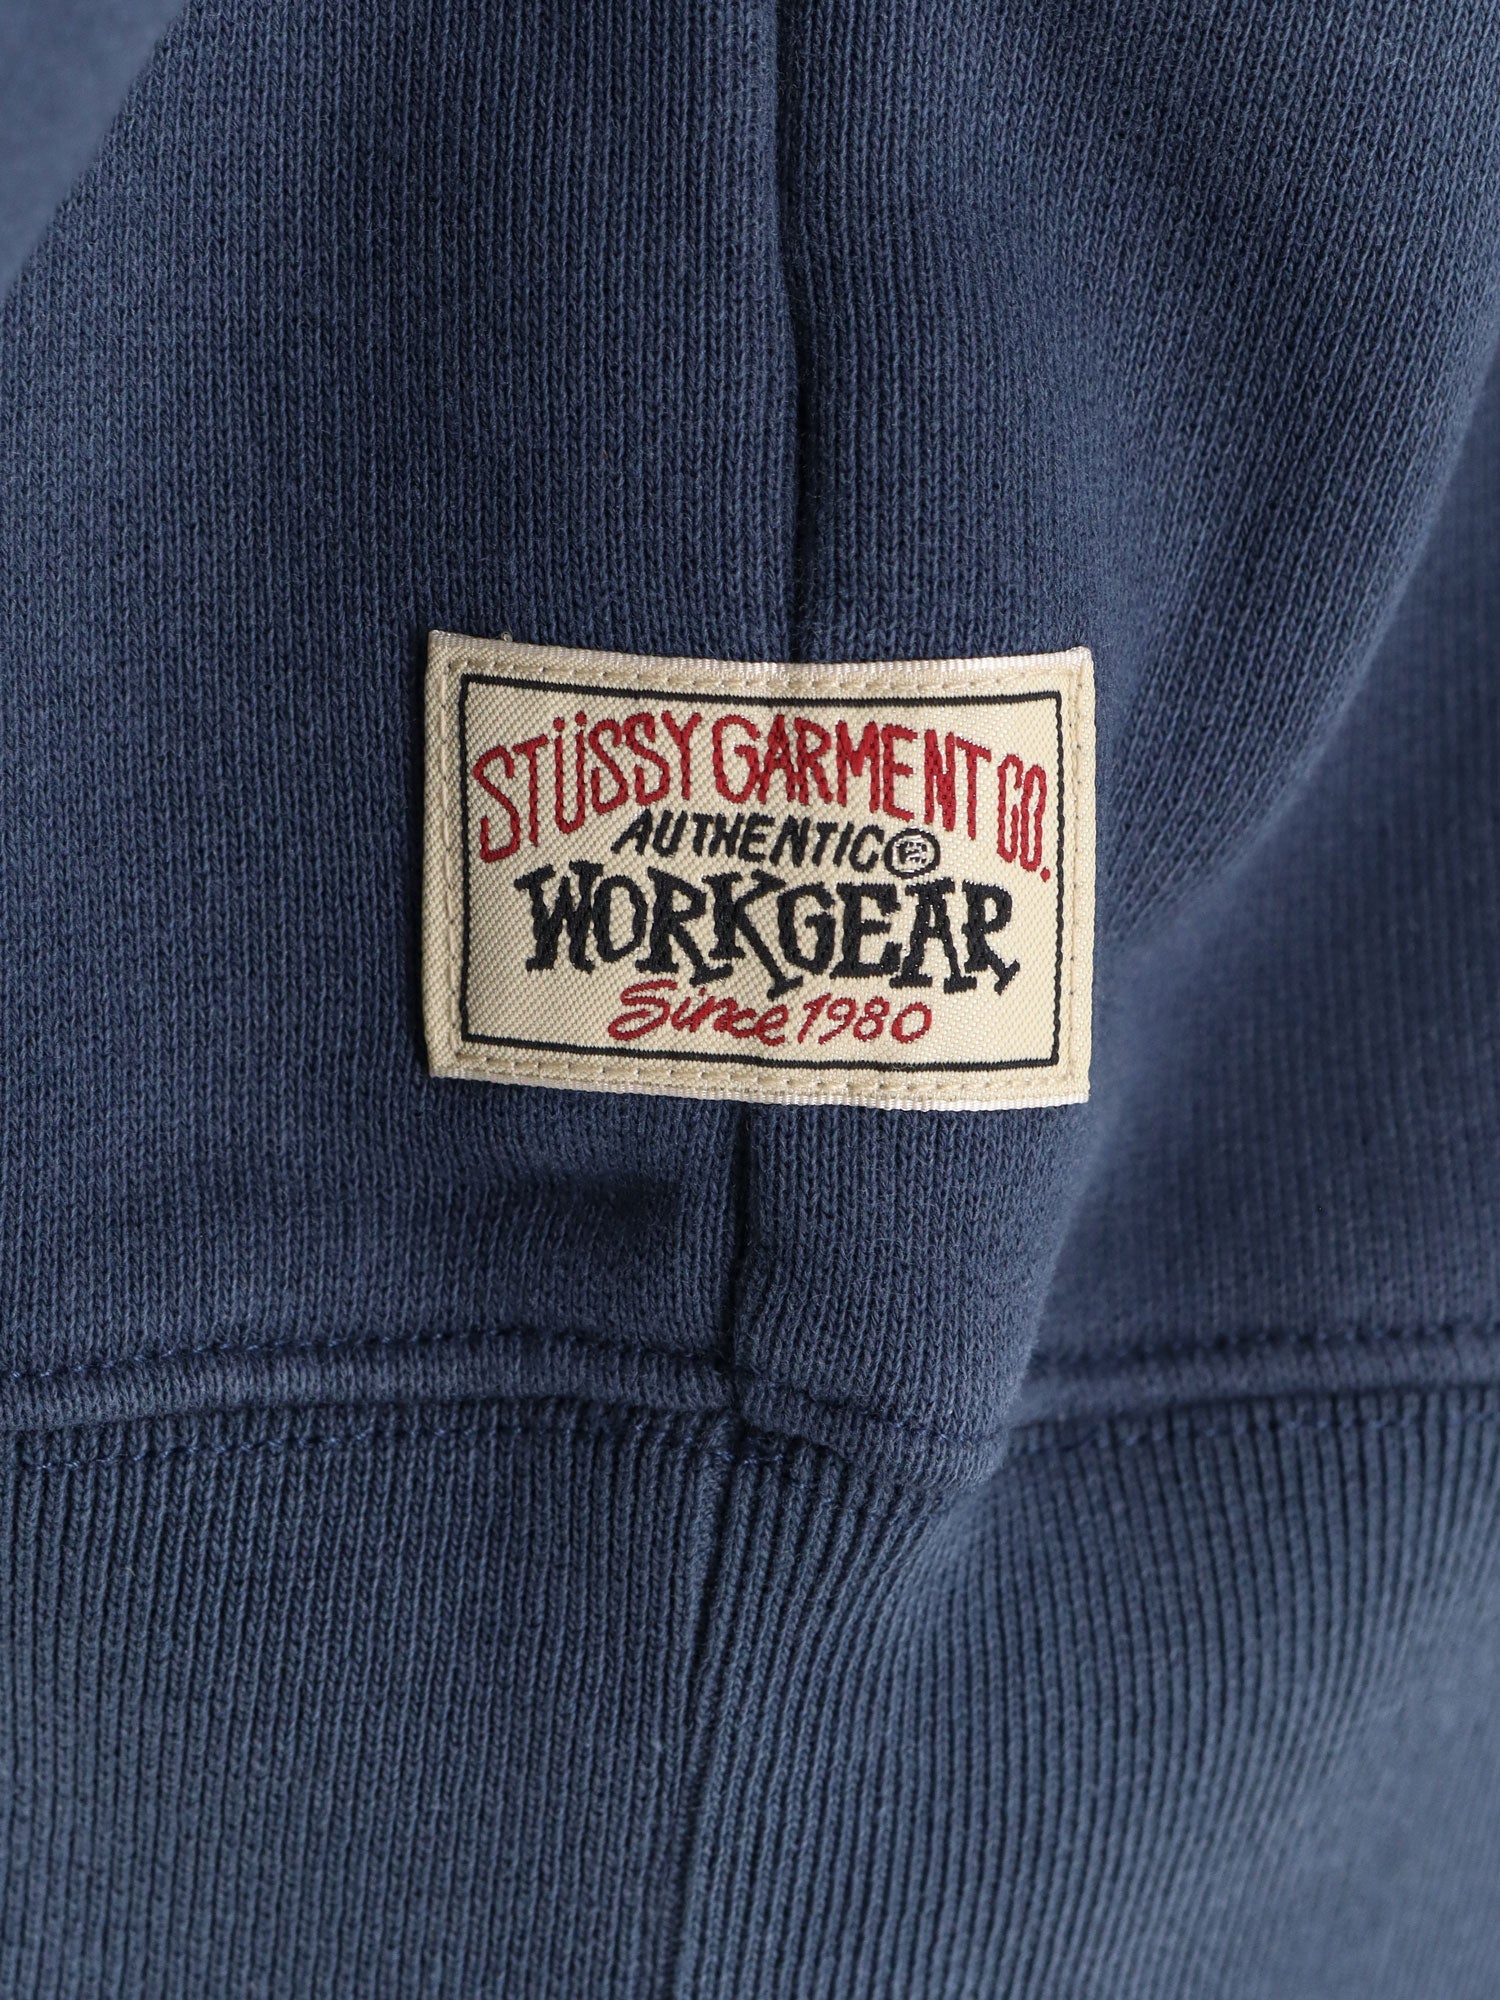 STÜSSY GARMENT CO.
AUTHENTIC
WORKGEAR
Since 1980